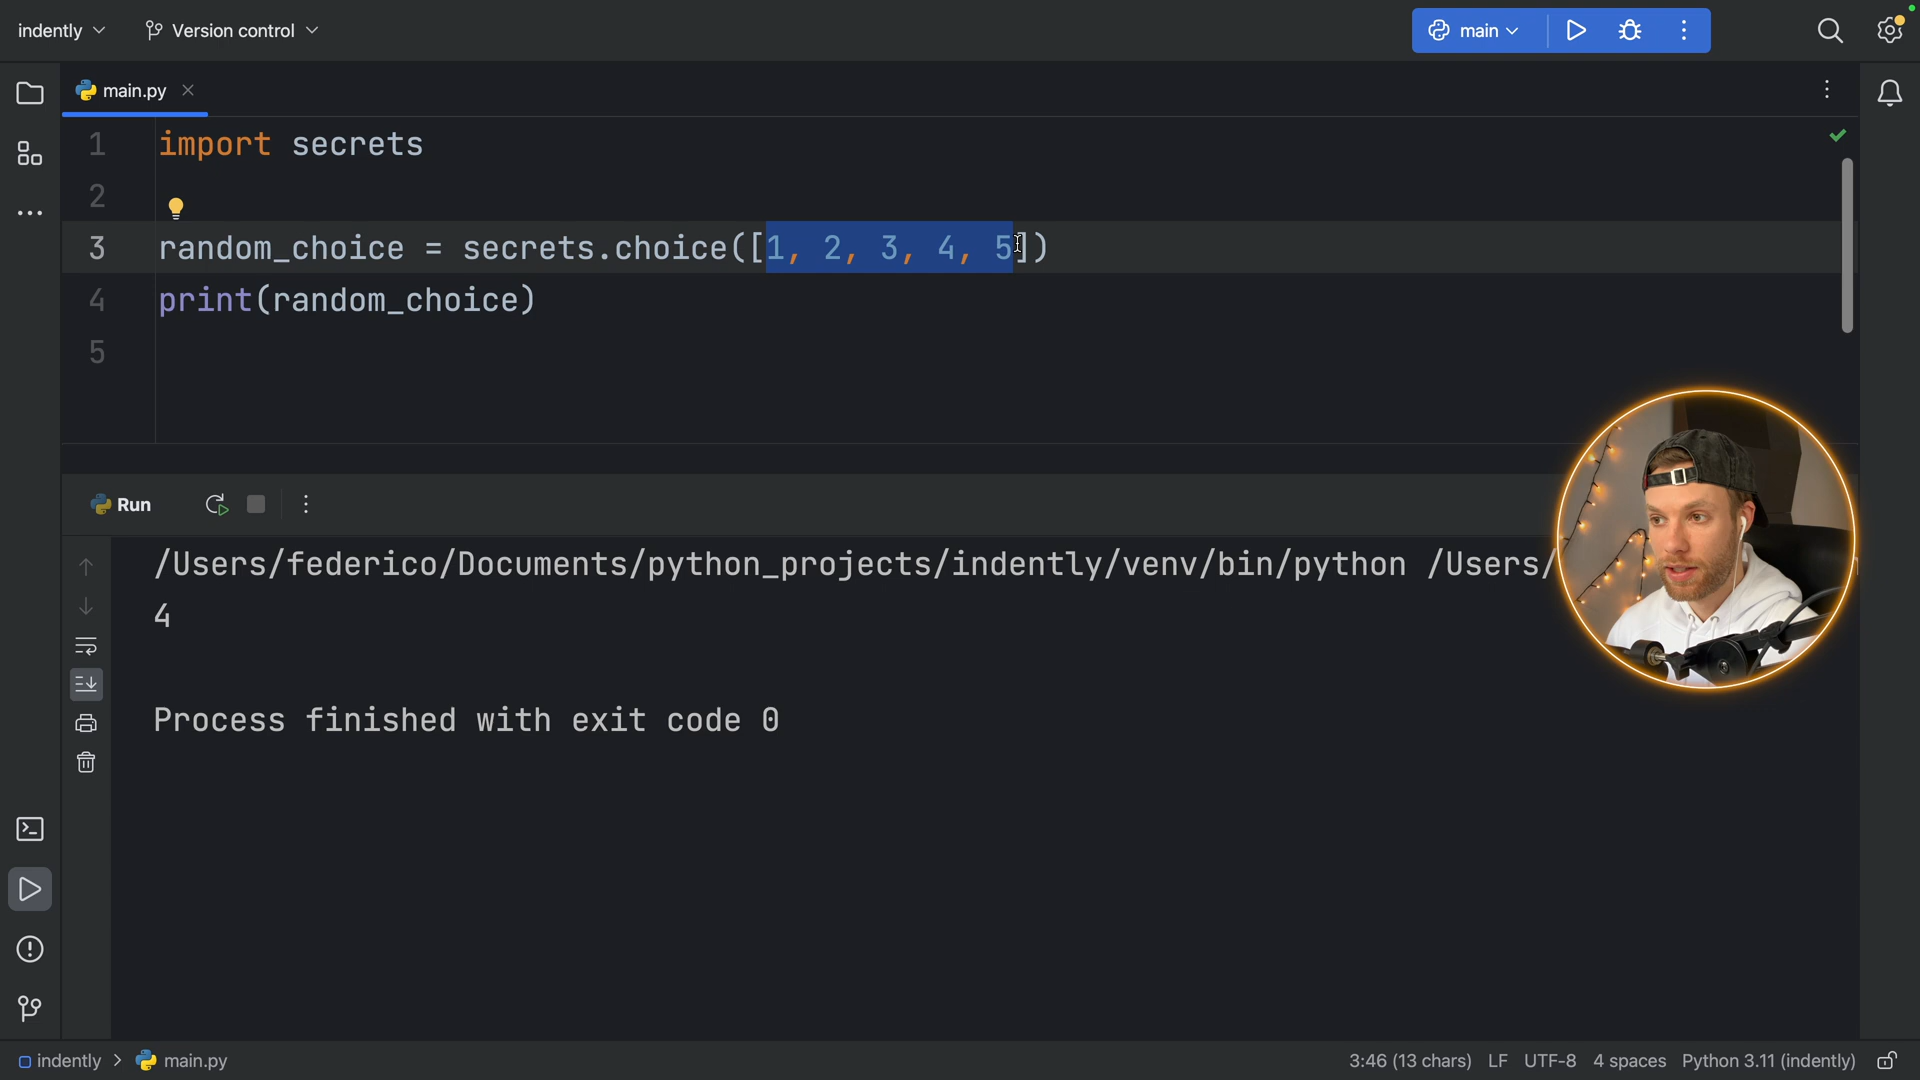 indently
Version control
main
main.py
1 import secrets
2
3 random_choice = secrets.choice([1, 2, 3, 4, 5])
4 print(random_choice)
5
Run
/Users/federico/Documents/python_projects/indently/venv/bin/python /Users/
4
Process finished with exit code 0
indently > main.py
3:46 (13 chars) LF UTF-8 4 spaces Python 3.11 (indently)